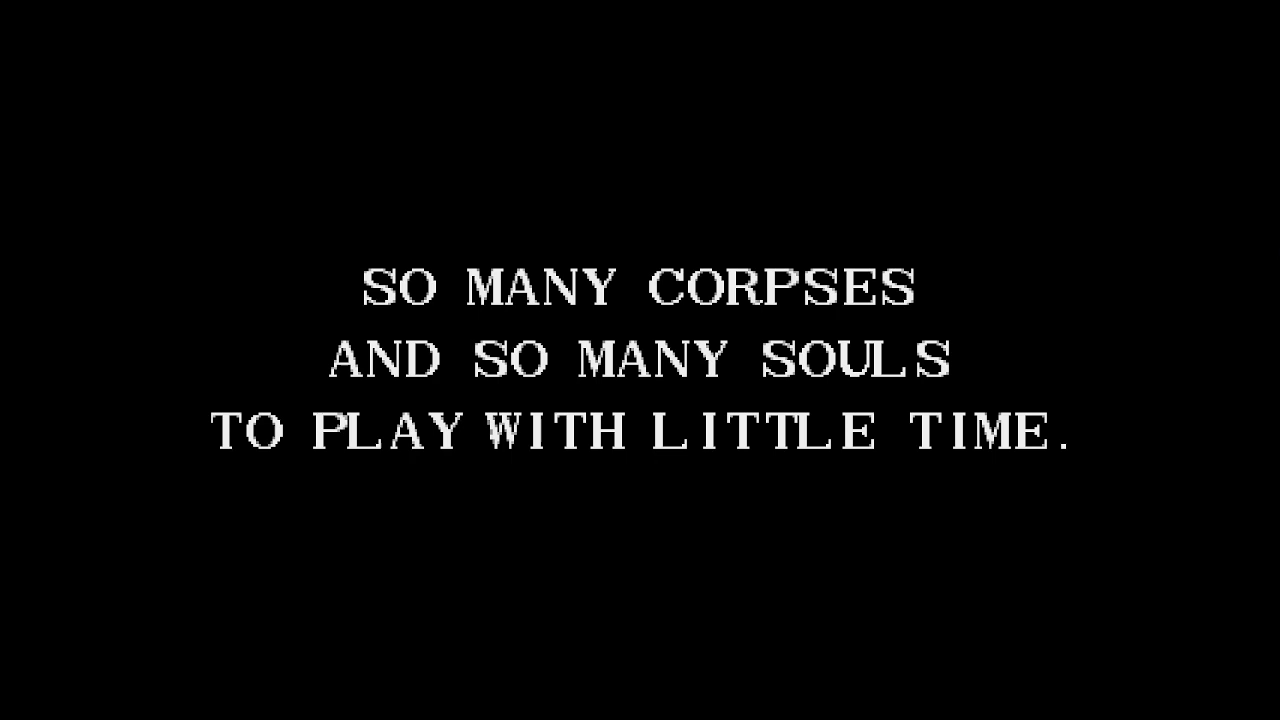 SO MANY CORPSES
AND SO MANY SOULS
TO PLAY WITH LITTLE TIME.